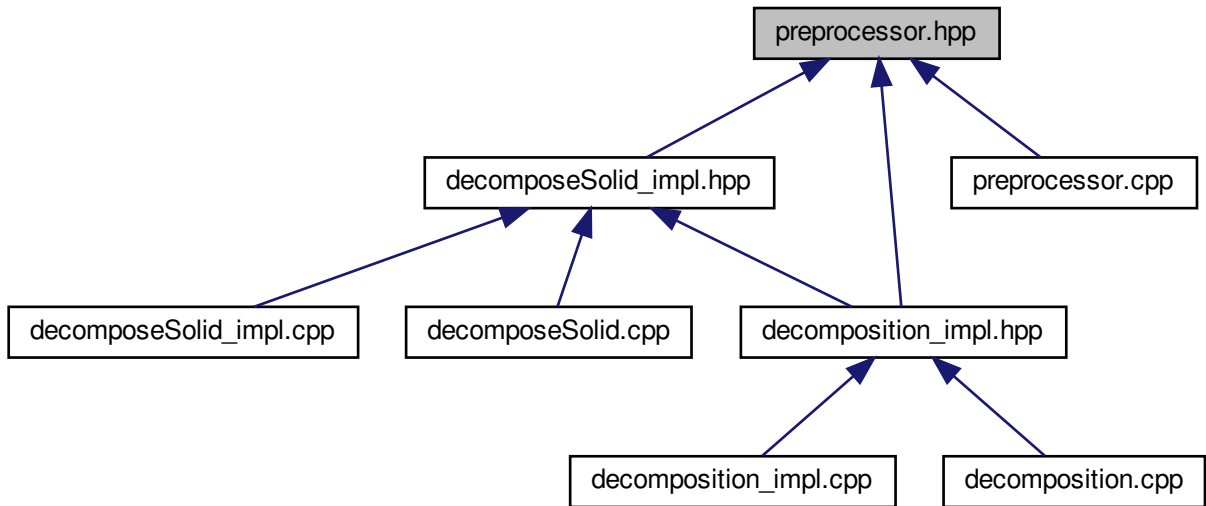 preprocessor.hpp
decomposeSolid_impl.hpp
preprocessor.cpp
decomposeSolid_impl.cpp
decomposeSolid.cpp
decomposition_impl.hpp
decomposition_impl.cpp
decomposition.cpp